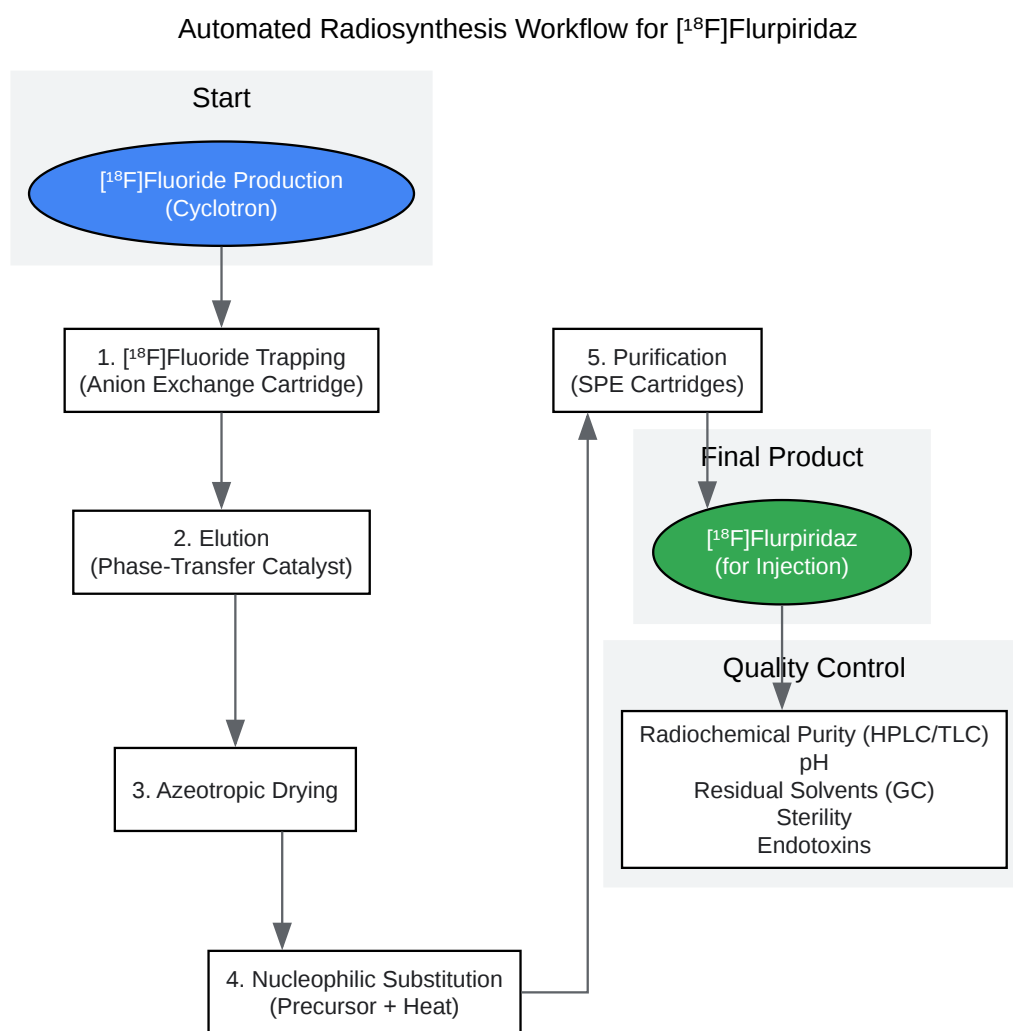 Automated Radiosynthesis Workflow for [¹⁸F]Flurpiridaz
Start
[¹⁸F]Fluoride Production
(Cyclotron)
1. [¹⁸F]Fluoride Trapping
(Anion Exchange Cartridge)
2. Elution
(Phase-Transfer Catalyst)
3. Azeotropic Drying
4. Nucleophilic Substitution
(Precursor + Heat)
5. Purification
(SPE Cartridges)
Final Product
[¹⁸F]Flurpiridaz
(for Injection)
Quality Control
Radiochemical Purity (HPLC/TLC)
pH
Residual Solvents (GC)
Sterility
Endotoxins